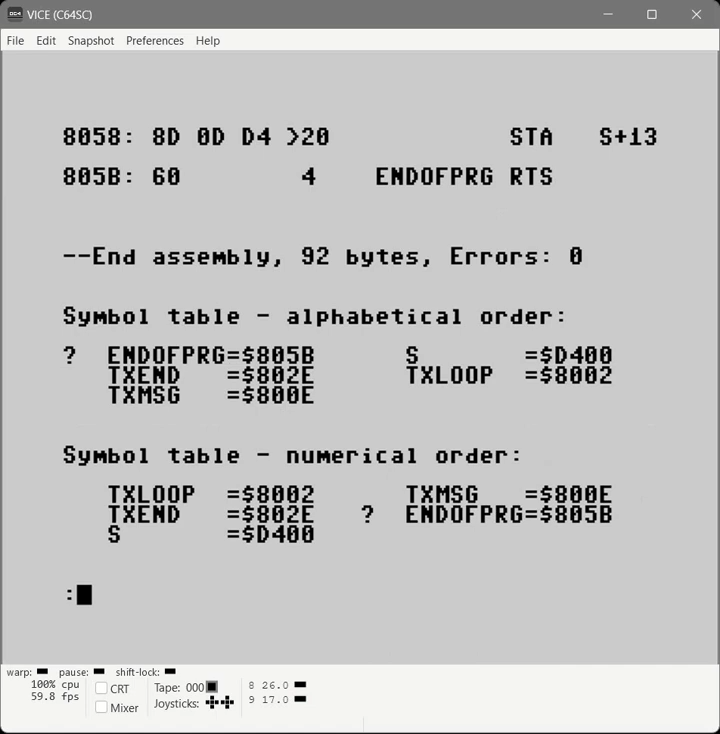 VICE (C64SC)
File Edit Snapshot Preferences Help
8058: 8D 0D D4 >20 STA S+13
805B: 60 4 ENDOFPRG RTS
--End assembly, 92 bytes, Errors: 0
Symbol table - alphabetical order:
? ENDOFPRG=$805B S =$D400
TXEND =$802E TXLOOP =$8002
TXMSG =$800E
Symbol table - numerical order:
TXLOOP =$8002 TXMSG =$800E
TXEND =$802E ? ENDOFPRG=$805B
S =$D400
:
warp: pause: shift-lock:
100% cpu CRT Tape: 000 8 26.0
59.8 fps Mixer Joysticks: 9 17.0